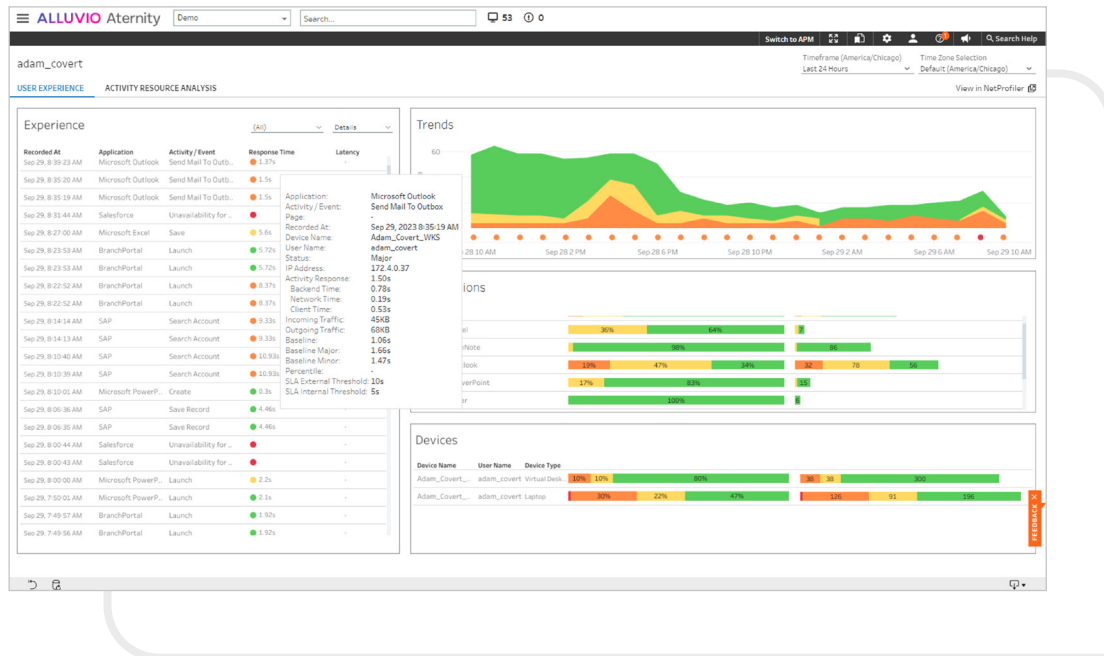 ALLUVIO Aternity Demo Search... 53 0
Switch to APM Search Help
adam_covert
Timeframe (America/Chicago) Time Zone Selection
Last 24 Hours Default (America/Chicago)
USER EXPERIENCE ACTIVITY RESOURCE ANALYSIS View in NetProfiler
Experience (All) Details
Recorded At Application Activity / Event Response Time Latency
Sep 29, 8:39:23 AM Microsoft Outlook Send Mail To Outb.. 1.37s -
Sep 29, 8:35:20 AM Microsoft Outlook Send Mail To Outb.. 1.5s
Sep 29, 8:35:19 AM Microsoft Outlook Send Mail To Outb.. 1.5s
Sep 29, 8:31:44 AM Salesforce Unavailability for ..
Sep 29, 8:27:00 AM Microsoft Excel Save 5.6s
Sep 29, 8:23:53 AM BranchPortal Launch 5.72s
Sep 29, 8:23:53 AM BranchPortal Launch 5.72s
Sep 29, 8:22:52 AM BranchPortal Launch 8.37s
Sep 29, 8:22:52 AM BranchPortal Launch 8.37s
Sep 29, 8:14:14 AM SAP Search Account 9.33s
Sep 29, 8:14:13 AM SAP Search Account 9.33s
Sep 29, 8:10:40 AM SAP Search Account 10.93s
Sep 29, 8:10:39 AM SAP Search Account 10.93s
Sep 29, 8:10:01 AM Microsoft PowerP.. Create 0.3s
Sep 29, 8:06:36 AM SAP Save Record 4.46s -
Sep 29, 8:06:35 AM SAP Save Record 4.46s -
Sep 29, 8:00:44 AM Salesforce Unavailability for .. -
Sep 29, 8:00:43 AM Salesforce Unavailability for .. -
Sep 29, 8:00:00 AM Microsoft PowerP.. Launch 2.2s -
Sep 29, 7:50:01 AM Microsoft PowerP.. Launch 2.1s -
Sep 29, 7:49:57 AM BranchPortal Launch 1.92s -
Sep 29, 7:49:56 AM BranchPortal Launch 1.92s -
Application: Microsoft Outlook
Activity / Event: Send Mail To Outbox
Page: -
Recorded At: Sep 29, 2023 8:35:19 AM
Device Name: Adam_Covert_WKS
User Name: adam_covert
Status: Major
IP Address: 172.4.0.37
Activity Response: 1.50s
Backend Time: 0.78s
Network Time: 0.19s
Client Time: 0.53s
Incoming Traffic: 45KB
Outgoing Traffic: 68KB
Baseline: 1.06s
Baseline Major: 1.66s
Baseline Minor: 1.47s
Percentile: -
SLA External Threshold: 10s
SLA Internal Threshold: 5s
Trends
60
28 10 AM Sep 28 2 PM Sep 28 6 PM Sep 28 10 PM Sep 29 2 AM Sep 29 6 AM Sep 29 10 AM
ions
el 36% 64% 7
Note 98% 86
look 19% 47% 34% 32 78 56
verPoint 17% 83% 15
er 100% 6
Devices
Device Name User Name Device Type
Adam_Covert_.. adam_covert Virtual Desk.. 10% 10% 80% 38 38 300
Adam_Covert_.. adam_covert Laptop 30% 22% 47% 126 91 196
FEEDBACK X